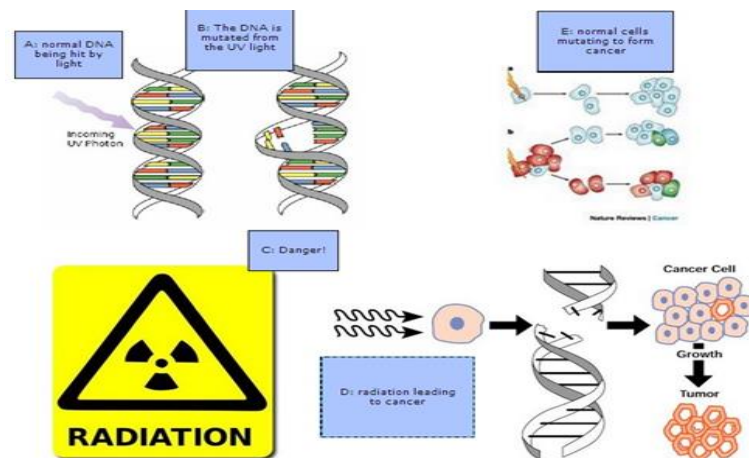 A: normal DNA
being hit by
light
B: The DNA is
mutated from
the UV light
Incoming
UV Photon
E: normal cells
mutating to form
cancer
a
b
Nature Reviews | Cancer
C: Danger!
RADIATION
D: radiation leading
to cancer
Cancer Cell
Growth
Tumor